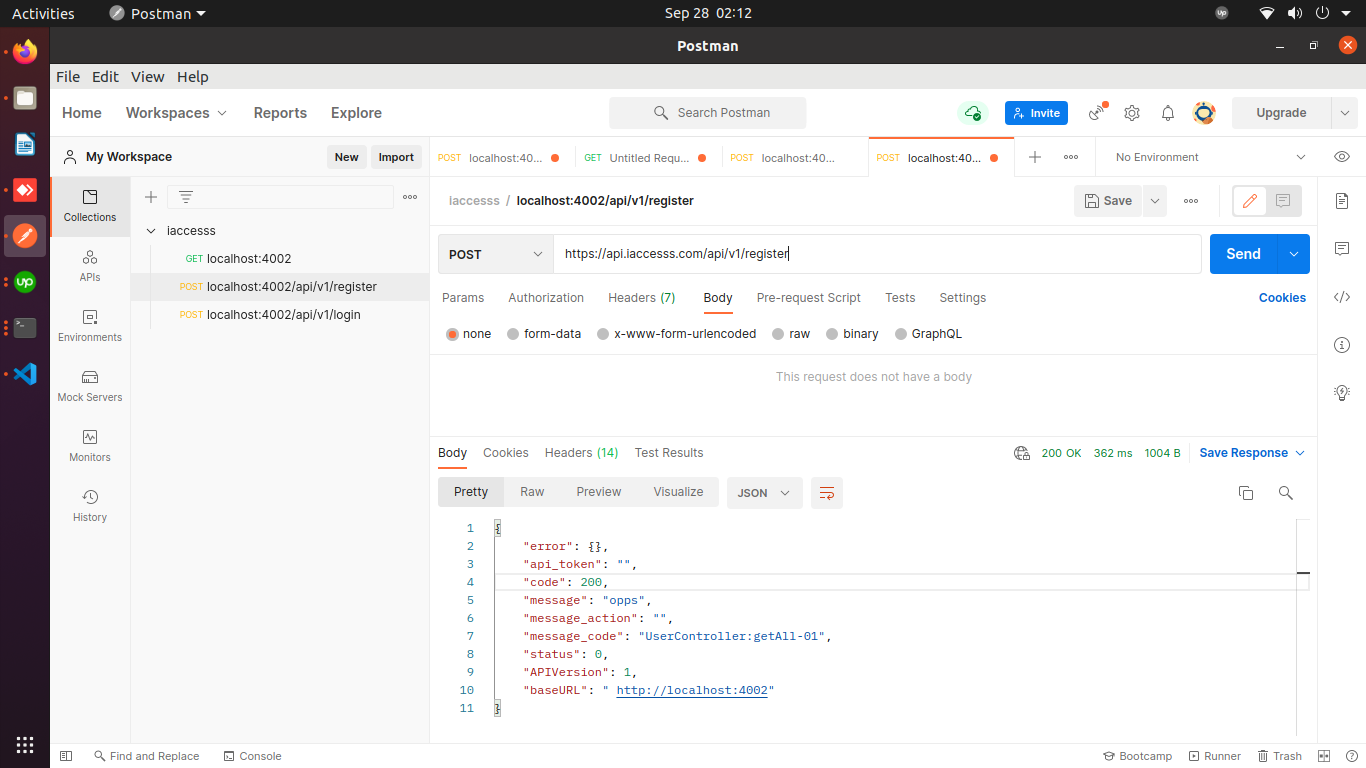 Activities Postman Sep 28 02:12
Postman
File Edit View Help
Home Workspaces Reports Explore Search Postman Invite Upgrade
My Workspace New Import
POST localhost:40... GET Untitled Requ... POST localhost:40... POST localhost:40... No Environment
Collections
APIs
Environments
Mock Servers
Monitors
History
iaccesss
GET localhost:4002
POST localhost:4002/api/v1/register
POST localhost:4002/api/v1/login
iaccesss / localhost:4002/api/v1/register Save
POST https://api.iaccesss.com/api/v1/register Send
Params Authorization Headers (7) Body Pre-request Script Tests Settings Cookies
none form-data x-www-form-urlencoded raw binary GraphQL
This request does not have a body
Body Cookies Headers (14) Test Results 200 OK 362 ms 1004 B Save Response
Pretty Raw Preview Visualize JSON
1 {
2 "error": {},
3 "api_token": "",
4 "code": 200,
5 "message": "opps",
6 "message_action": "",
7 "message_code": "UserController:getAll-01",
8 "status": 0,
9 "APIVersion": 1,
10 "baseURL": " http://localhost:4002"
11 }
Find and Replace Console Bootcamp Runner Trash